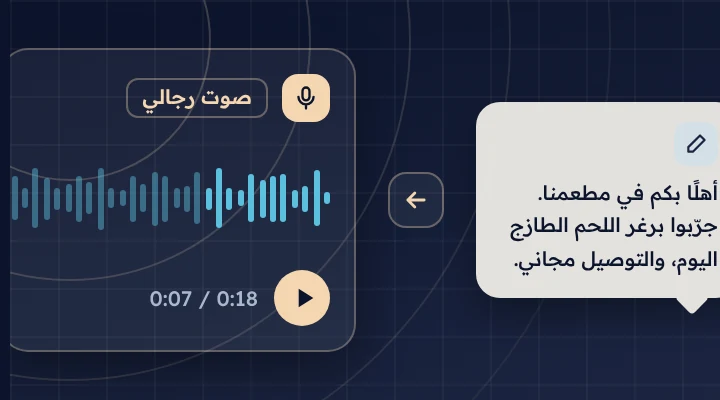 أهلًا بكم في مطعمنا.
جرّبوا برغر اللحم الطازج
اليوم، والتوصيل مجاني.
صوت رجالي
0:07 / 0:18